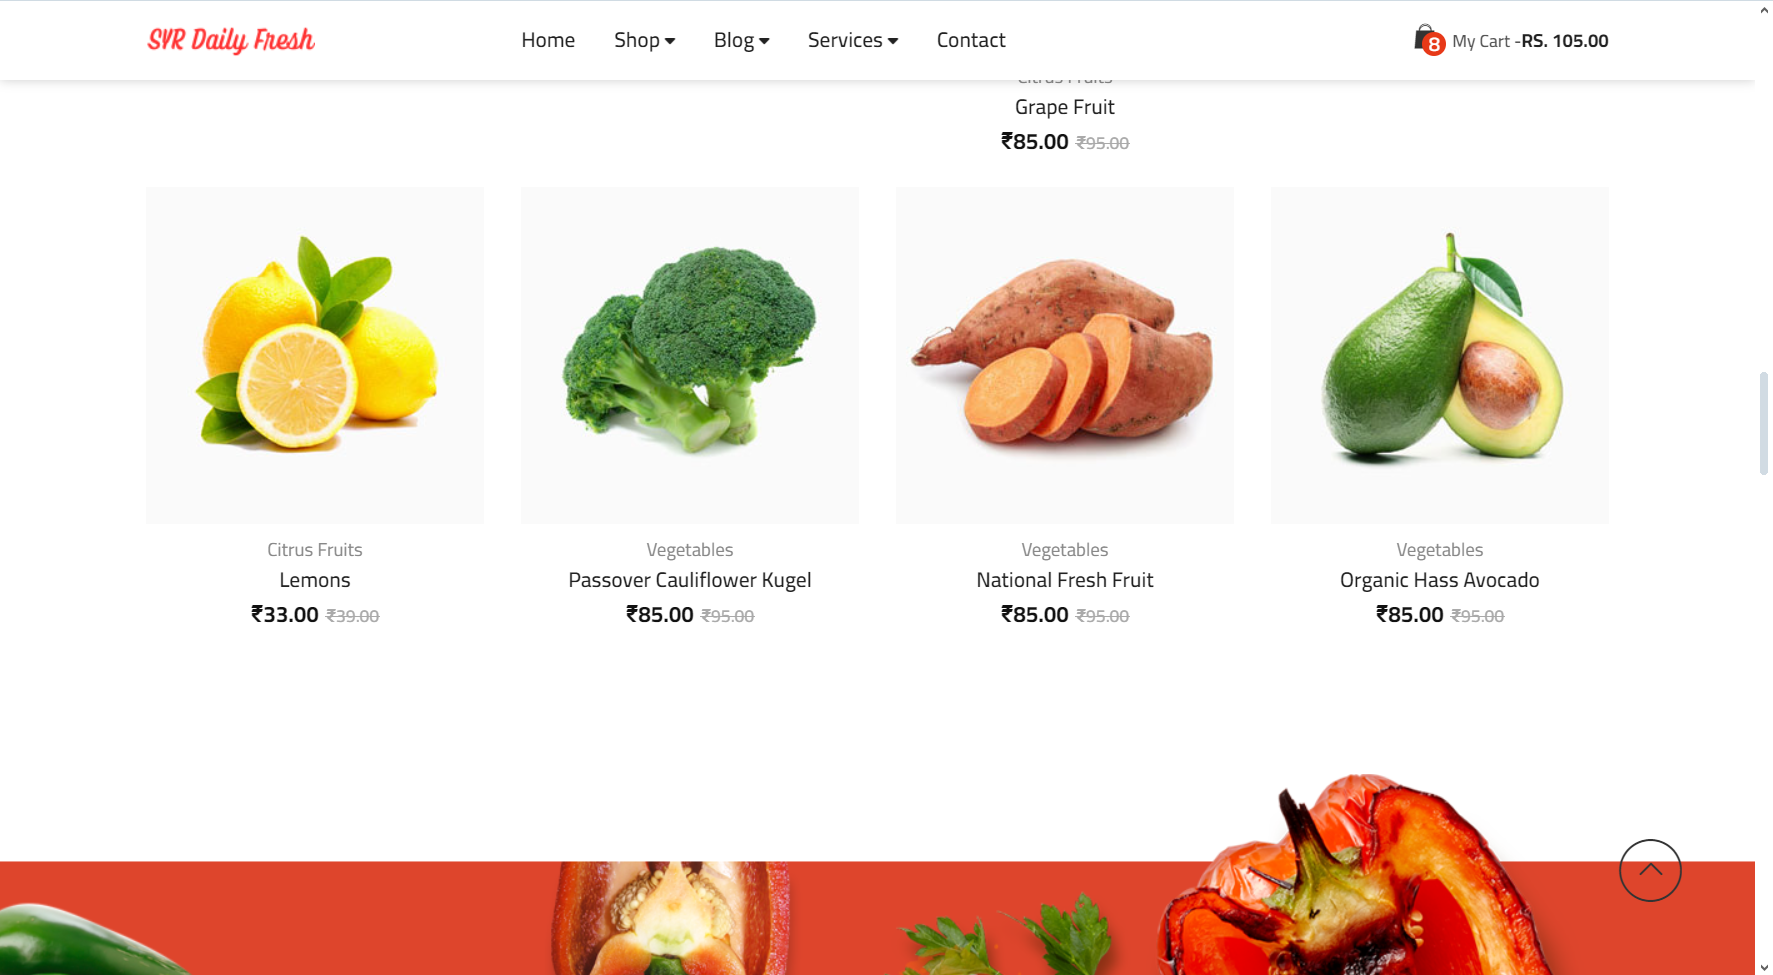 SVR Daily Fresh
Home Shop Blog Services Contact
8 My Cart -RS. 105.00
Citrus Fruits
Grape Fruit
₹85.00 ₹95.00
Citrus Fruits
Lemons
₹33.00 ₹39.00
Vegetables
Passover Cauliflower Kugel
₹85.00 ₹95.00
Vegetables
National Fresh Fruit
₹85.00 ₹95.00
Vegetables
Organic Hass Avocado
₹85.00 ₹95.00